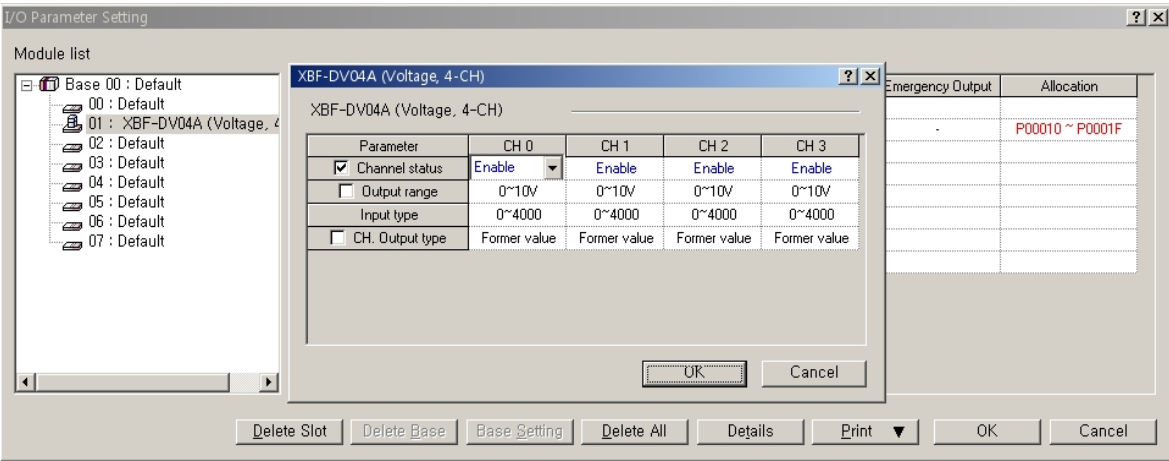 I/O Parameter Setting
Module list
Base 00 : Default
00 : Default
01 : XBF-DV04A (Voltage, 4
02 : Default
03 : Default
04 : Default
05 : Default
06 : Default
07 : Default
XBF-DV04A (Voltage, 4-CH)
XBF-DV04A (Voltage, 4-CH)
Parameter CH 0 CH 1 CH 2 CH 3
Channel status Enable Enable Enable Enable
Output range 0~10V 0~10V 0~10V 0~10V
Input type 0~4000 0~4000 0~4000 0~4000
CH. Output type Former value Former value Former value Former value
OK Cancel
Emergency Output Allocation
- P00010 ~ P0001F
Delete Slot Delete Base Base Setting Delete All Details Print ▼ OK Cancel